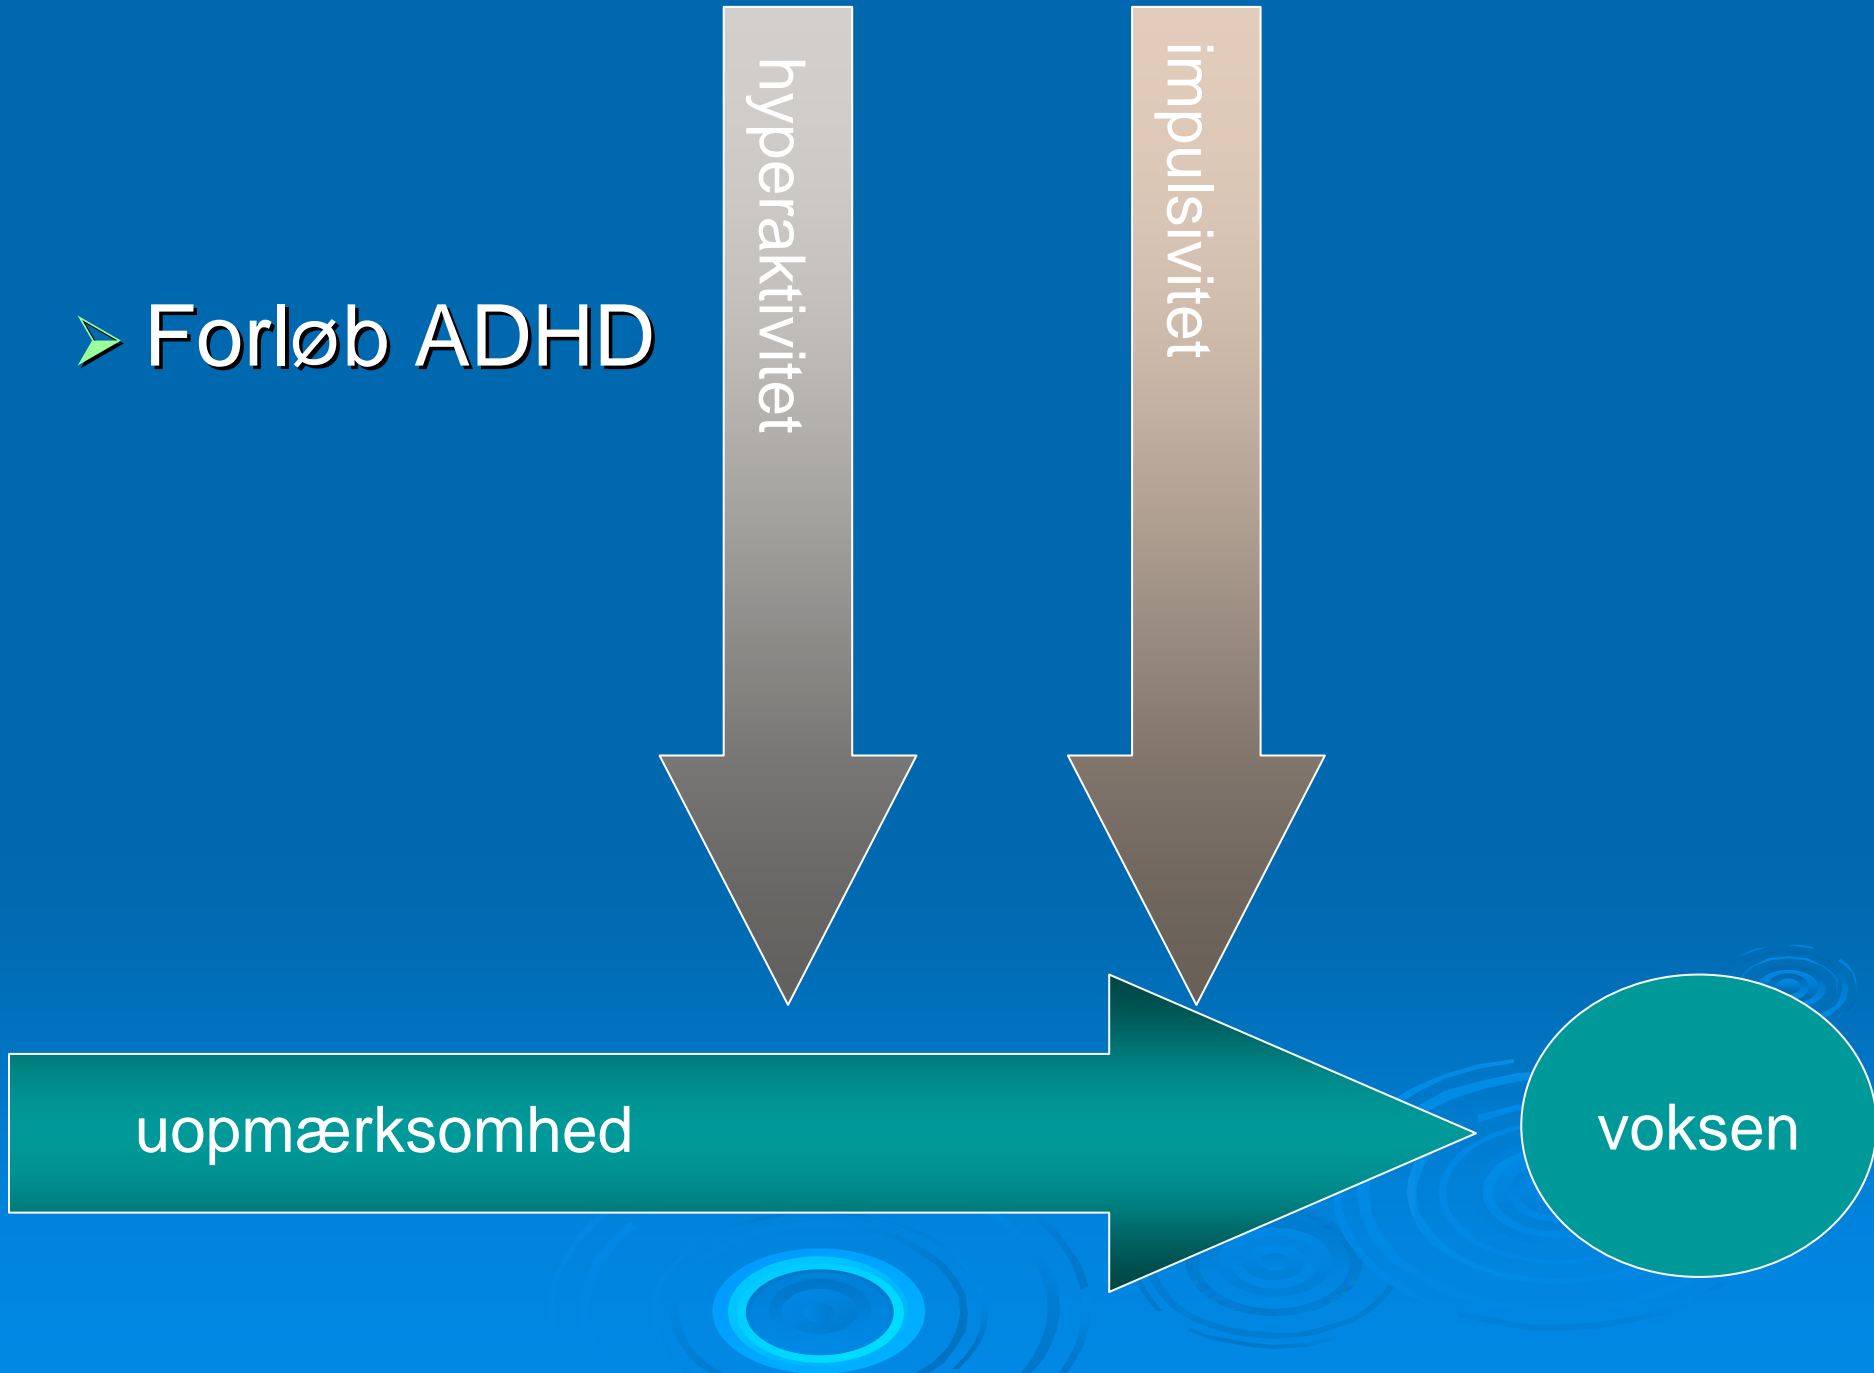 hyperaktivitet
impulsivitet
Forløb ADHD
uopmærksomhed
voksen